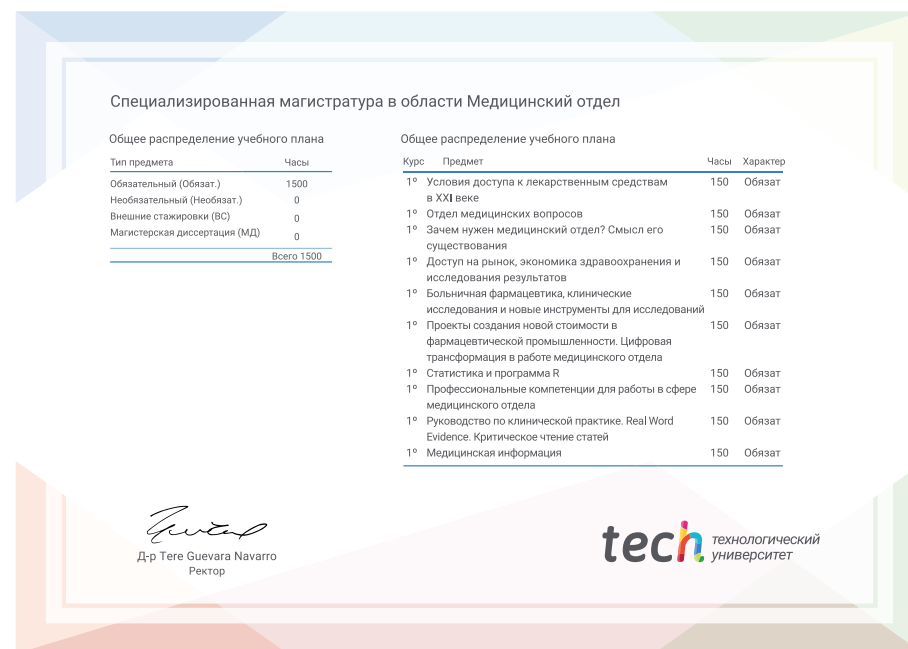 Специализированная магистратура в области Медицинский отдел
Общее распределение учебного плана
Тип предмета Часы
Обязательный (Обязат.) 1500
Необязательный (Необязат.) 0
Внешние стажировки (ВС) 0
Магистерская диссертация (МД) 0
Всего 1500
Общее распределение учебного плана
Курс Предмет Часы Характер
1º Условия доступа к лекарственным средствам 150 Обязат
в XXI веке
1º Отдел медицинских вопросов 150 Обязат
1º Зачем нужен медицинский отдел? Смысл его 150 Обязат
существования
1º Доступ на рынок, экономика здравоохранения и 150 Обязат
исследования результатов
1º Больничная фармацевтика, клинические 150 Обязат
исследования и новые инструменты для исследований
1º Проекты создания новой стоимости в 150 Обязат
фармацевтической промышленности. Цифровая
трансформация в работе медицинского отдела
1º Статистика и программа R 150 Обязат
1º Профессиональные компетенции для работы в сфере 150 Обязат
медицинского отдела
1º Руководство по клинической практике. Real Word 150 Обязат
Evidence. Критическое чтение статей
1º Медицинская информация 150 Обязат
Д-р Tere Guevara Navarro
Ректор
tech технологический
университет